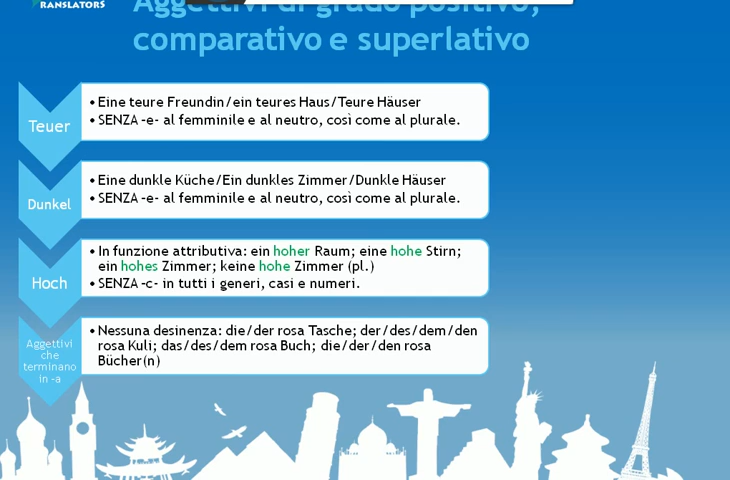 RANSLATORS
Aggettivi di grado positivo,
comparativo e superlativo
Teuer
• Eine teure Freundin/ein teures Haus/Teure Häuser
• SENZA -e- al femminile e al neutro, così come al plurale.
Dunkel
• Eine dunkle Küche/Ein dunkles Zimmer/Dunkle Häuser
• SENZA -e- al femminile e al neutro, così come al plurale.
Hoch
• In funzione attributiva: ein hoher Raum; eine hohe Stirn;
ein hohes Zimmer; keine hohe Zimmer (pl.)
• SENZA -c- in tutti i generi, casi e numeri.
Aggettivi
che
terminano
in -a
• Nessuna desinenza: die/der rosa Tasche; der/des/dem/den
rosa Kuli; das/des/dem rosa Buch; die/der/den rosa
Bücher(n)